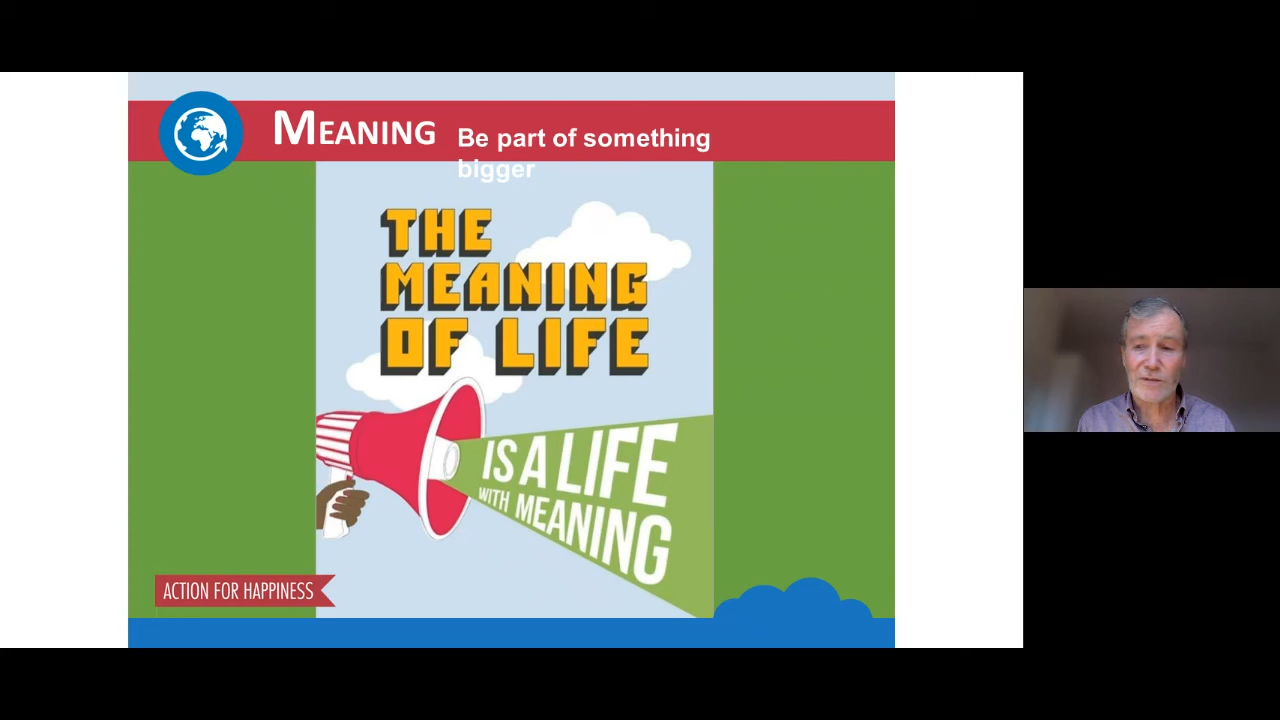 MEANING Be part of something
bigger
THE
MEANING
OF LIFE
IS A LIFE
WITH MEANING
ACTION FOR HAPPINESS